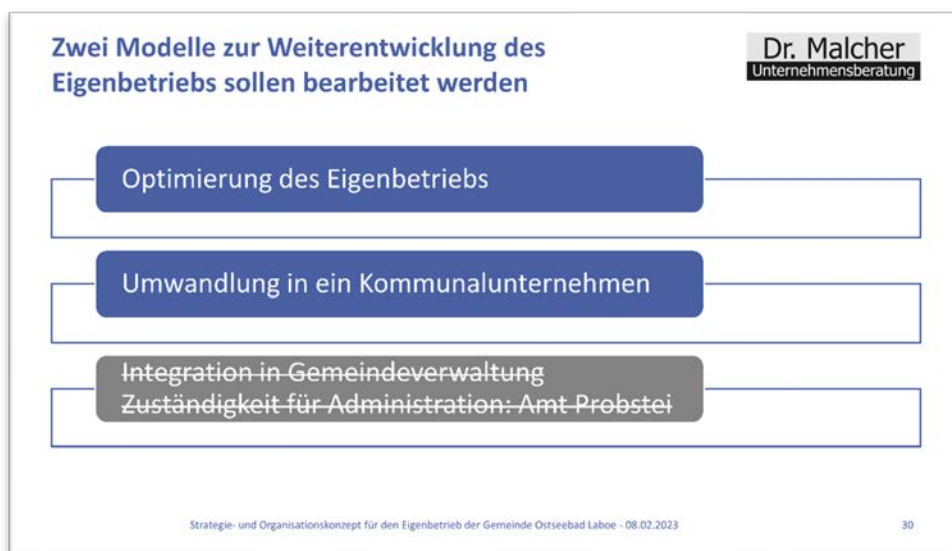 Zwei Modelle zur Weiterentwicklung des
Eigenbetriebs sollen bearbeitet werden
Dr. Malcher
Unternehmensberatung
Optimierung des Eigenbetriebs
Umwandlung in ein Kommunalunternehmen
Integration in Gemeindeverwaltung
Zuständigkeit für Administration: Amt Probstei
Strategie- und Organisationskonzept für den Eigenbetrieb der Gemeinde Ostseebad Laboe - 08.02.2023
30